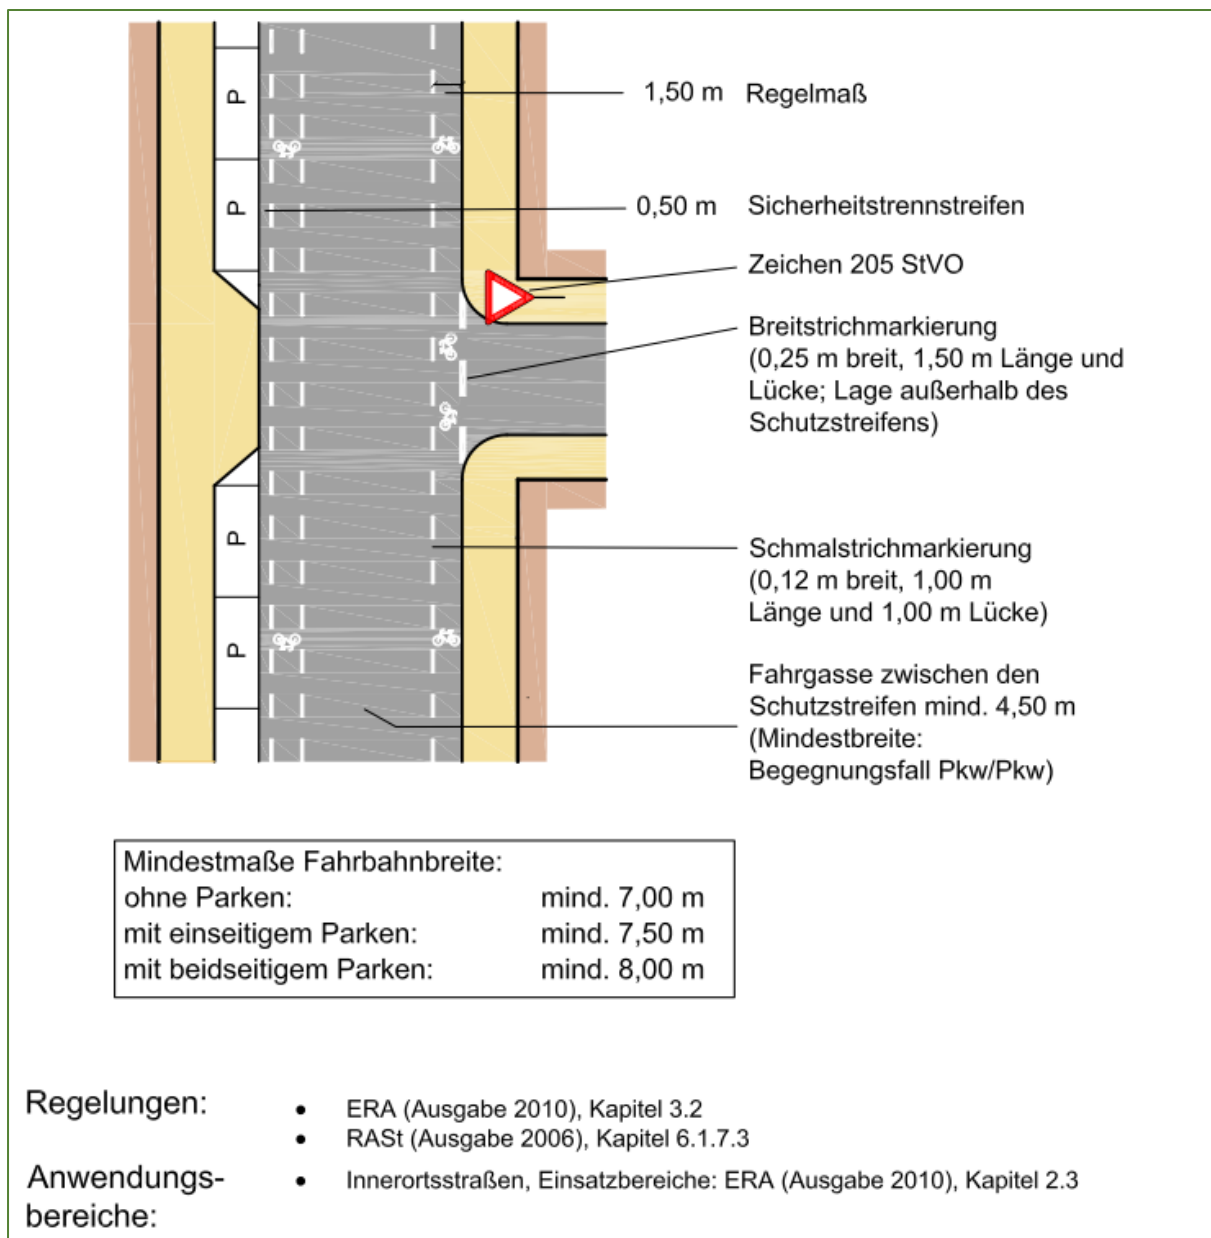 P
1,50 m Regelmaß
P
0,50 m Sicherheitstrennstreifen
Zeichen 205 StVO
Breitstrichmarkierung
(0,25 m breit, 1,50 m Länge und
Lücke; Lage außerhalb des
Schutzstreifens)
P
Schmalstrichmarkierung
(0,12 m breit, 1,00 m
Länge und 1,00 m Lücke)
P
Fahrgasse zwischen den
Schutzstreifen mind. 4,50 m
(Mindestbreite:
Begegnungsfall Pkw/Pkw)
Mindestmaße Fahrbahnbreite:
ohne Parken: mind. 7,00 m
mit einseitigem Parken: mind. 7,50 m
mit beidseitigem Parken: mind. 8,00 m
Regelungen:
• ERA (Ausgabe 2010), Kapitel 3.2
• RASt (Ausgabe 2006), Kapitel 6.1.7.3
Anwendungs-
bereiche:
• Innerortsstraßen, Einsatzbereiche: ERA (Ausgabe 2010), Kapitel 2.3